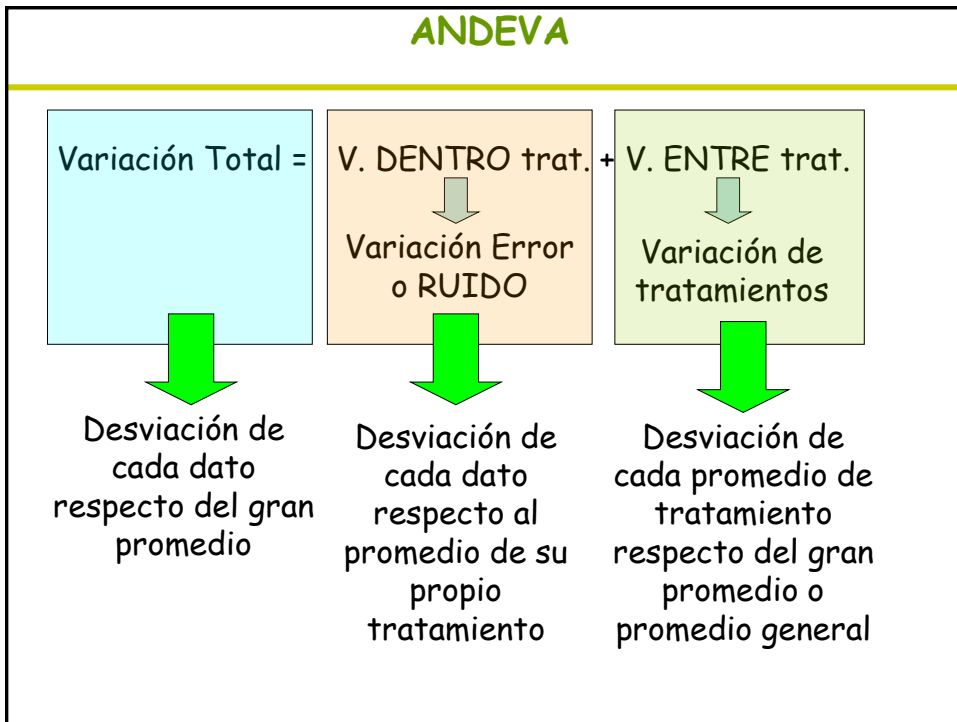 ANDEVA
Variación Total = V. DENTRO trat. + V. ENTRE trat.
Variación Error
o RUIDO
Variación de
tratamientos
Desviación de
cada dato
respecto del gran
promedio
Desviación de
cada dato
respecto al
promedio de su
propio
tratamiento
Desviación de
cada promedio de
tratamiento
respecto del gran
promedio o
promedio general